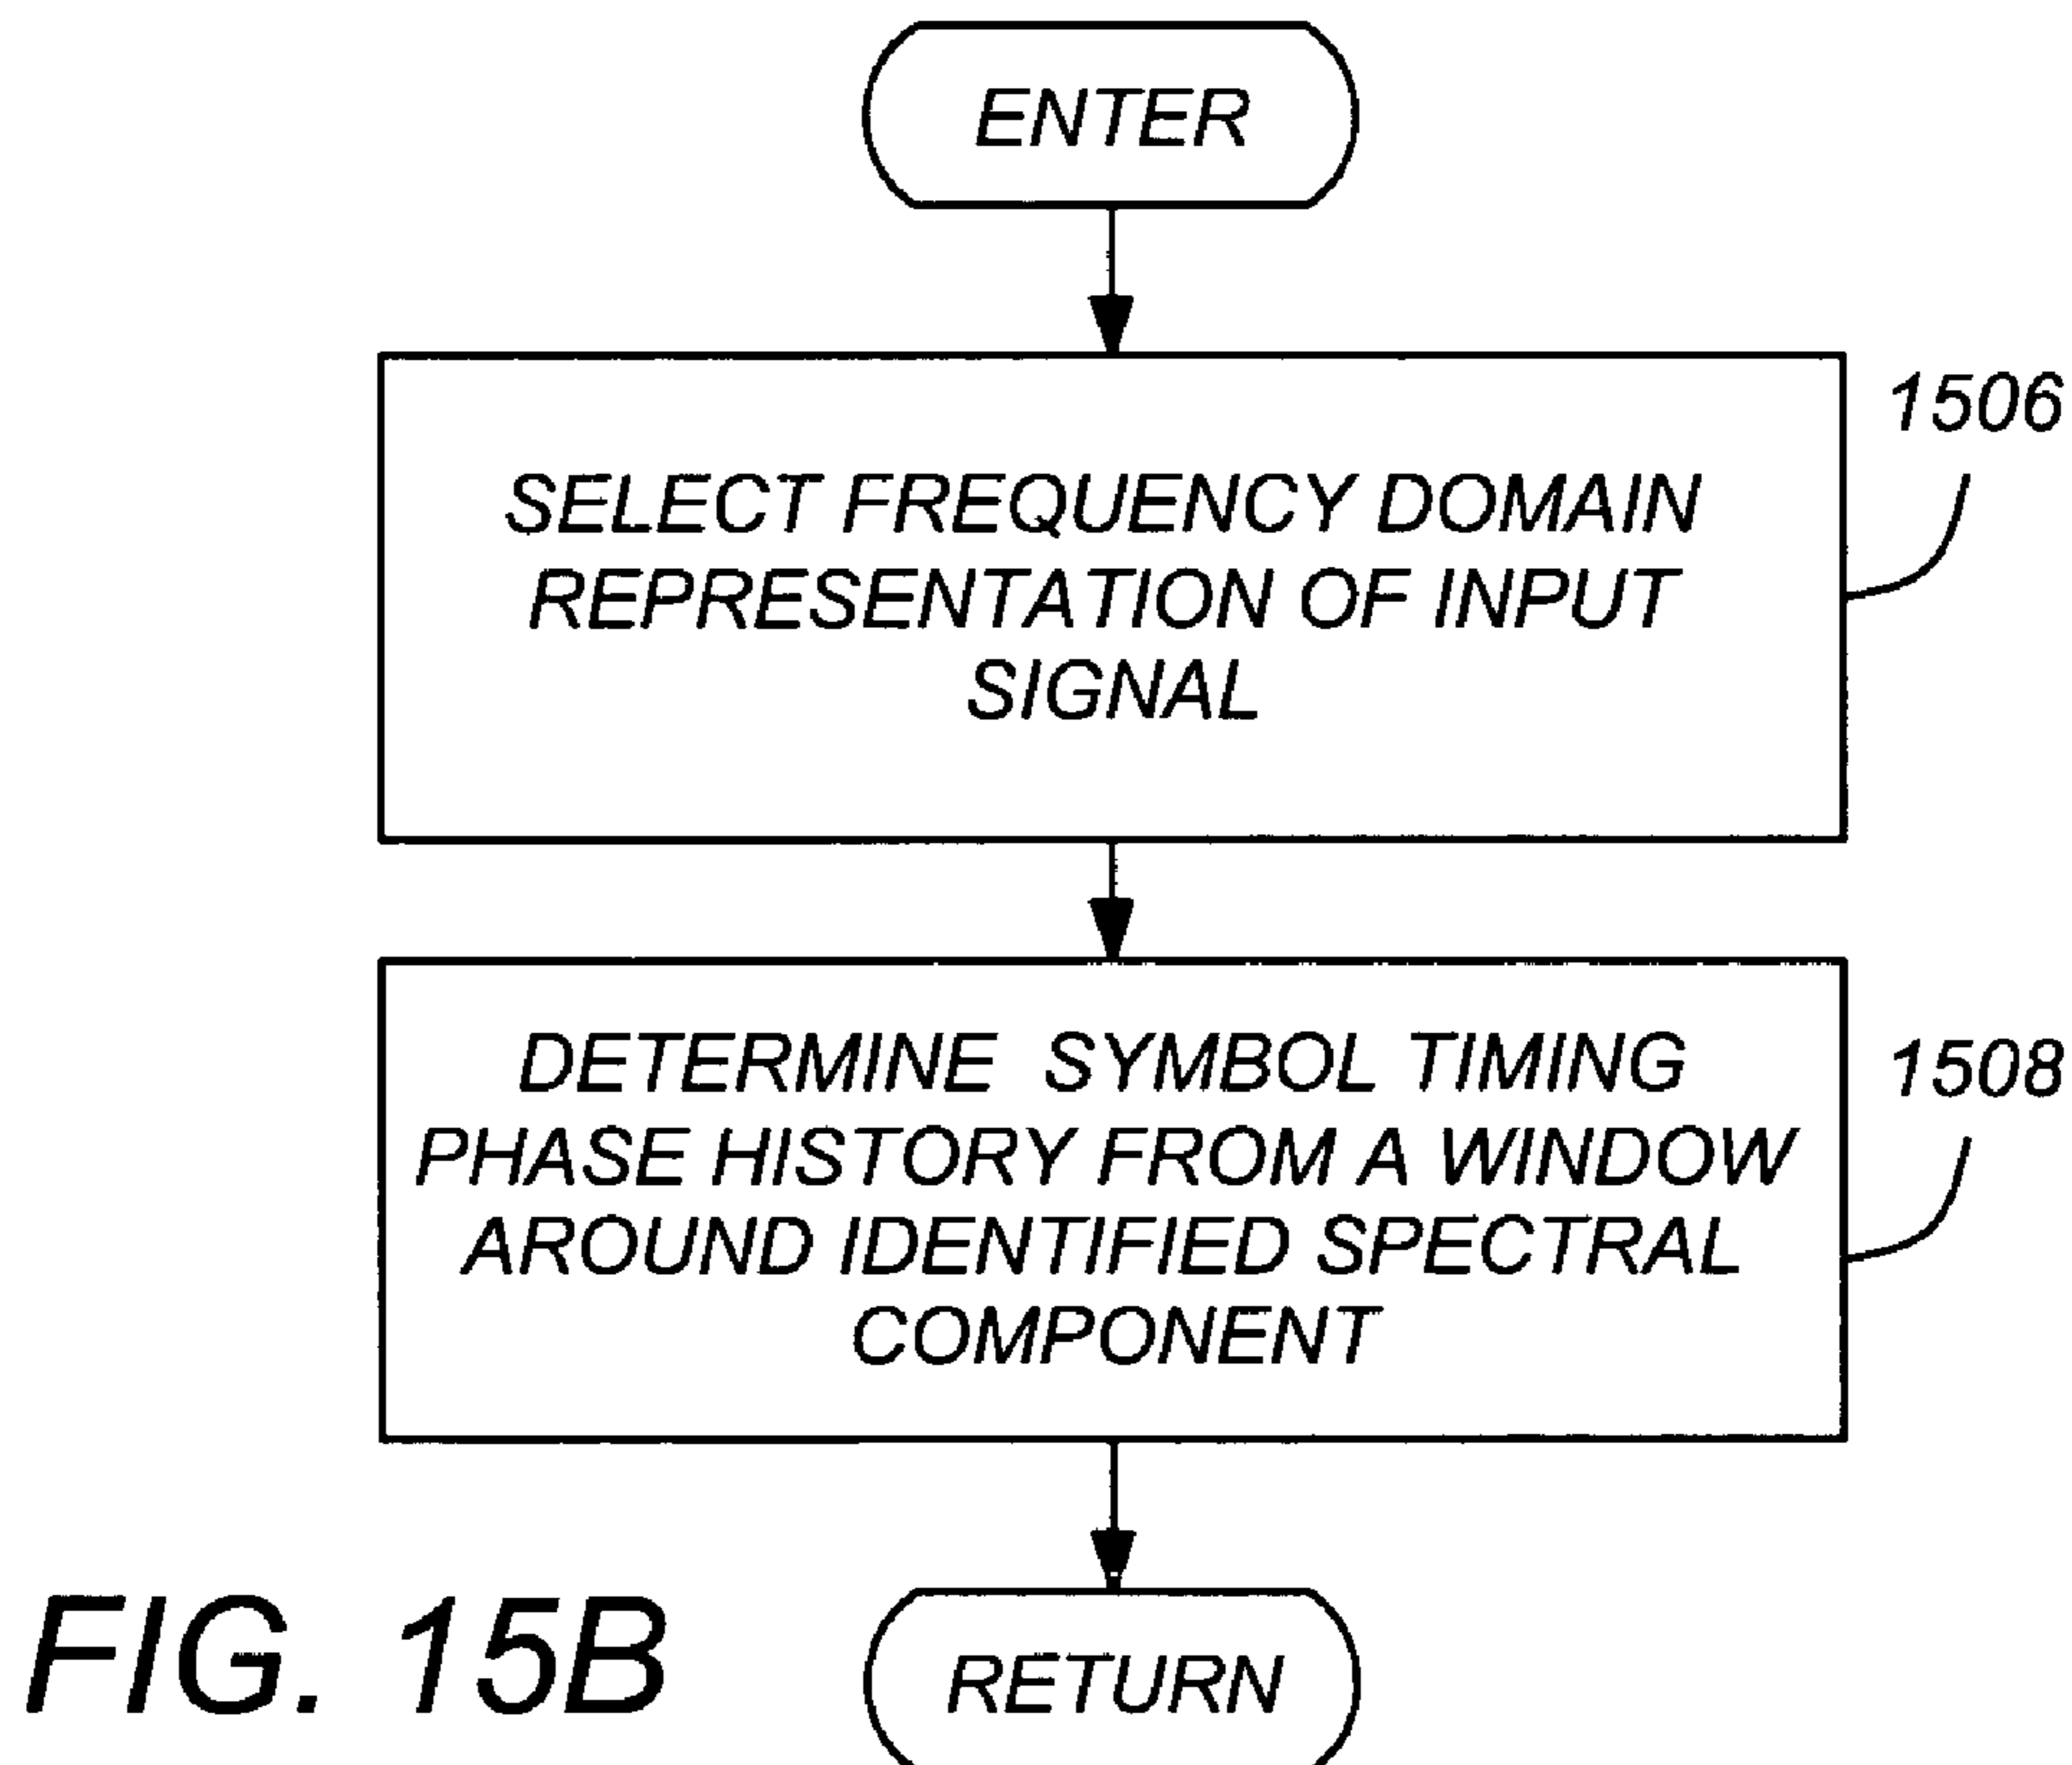 ENTER
1506
SELECT FREQUENCY DOMAIN
REPRESENTATION OF INPUT
SIGNAL
1508
DETERMINE SYMBOL TIMING
PHASE HISTORY FROM A WINDOW
AROUND IDENTIFIED SPECTRAL
COMPONENT
FIG. 15B
RETURN